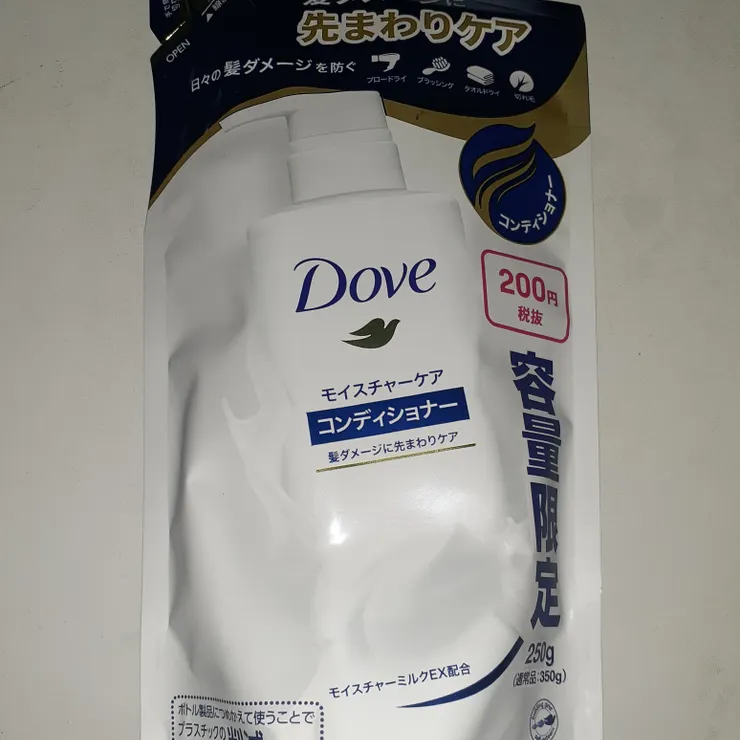 OPEN
先まわりケア
日々の髪ダメージを防ぐ
ブロードライ
ブラッシング
タオルドライ
切れ毛
コンディショナー
Dove
200円
税抜
モイスチャーケア
コンディショナー
髪ダメージに先まわりケア
容量限定
250g
(通常品:350g)
モイスチャーミルクEX配合
ボトル製品につめかえて使うことで
プラスチックの削減